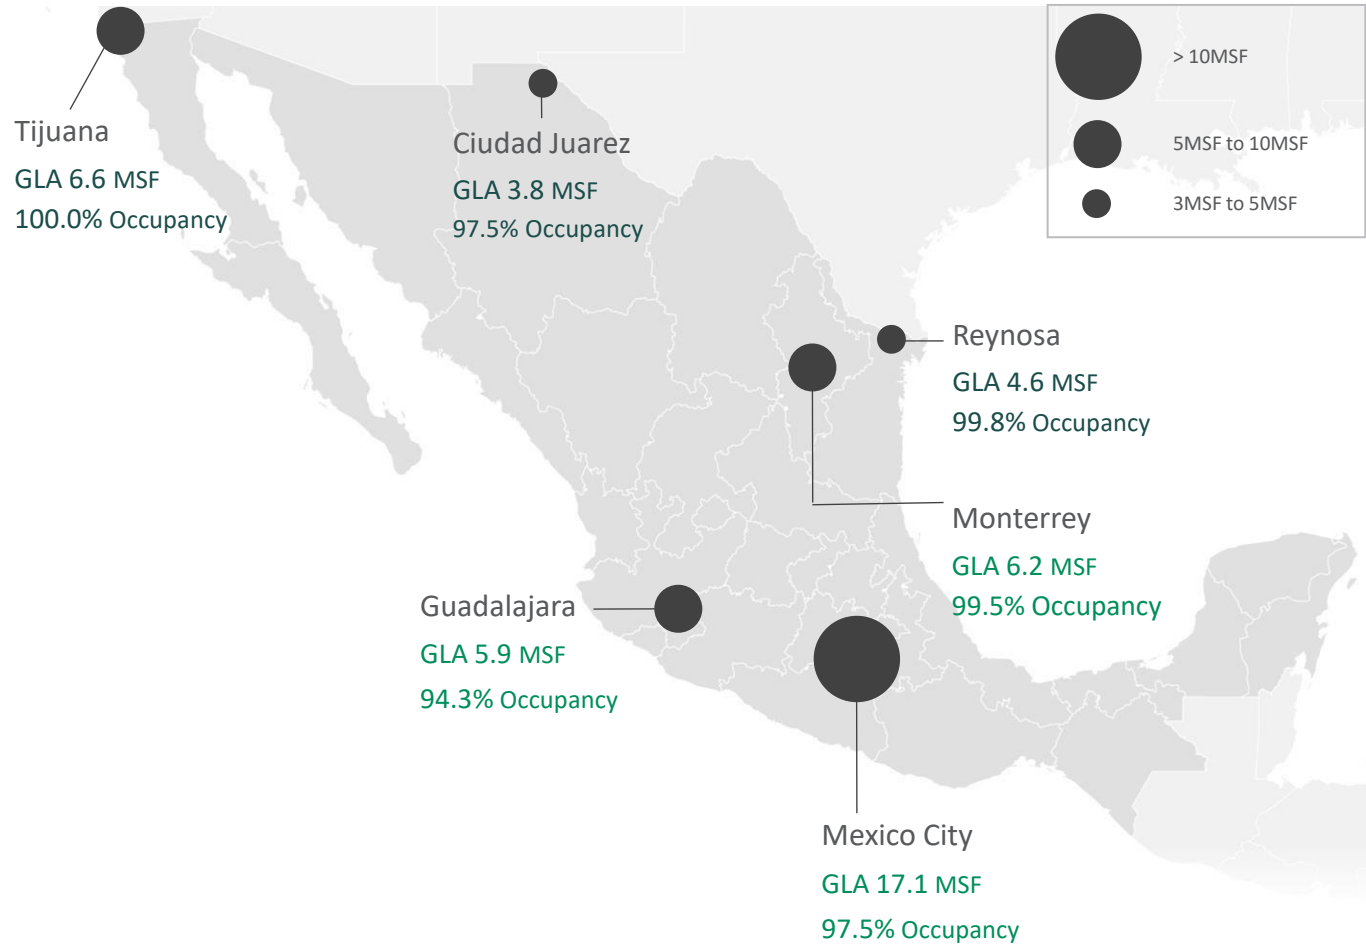 > 10MSF
5MSF to 10MSF
3MSF to 5MSF
Tijuana
GLA 6.6 MSF
100.0% Occupancy
Ciudad Juarez
GLA 3.8 MSF
97.5% Occupancy
Reynosa
GLA 4.6 MSF
99.8% Occupancy
Monterrey
GLA 6.2 MSF
99.5% Occupancy
Guadalajara
GLA 5.9 MSF
94.3% Occupancy
Mexico City
GLA 17.1 MSF
97.5% Occupancy